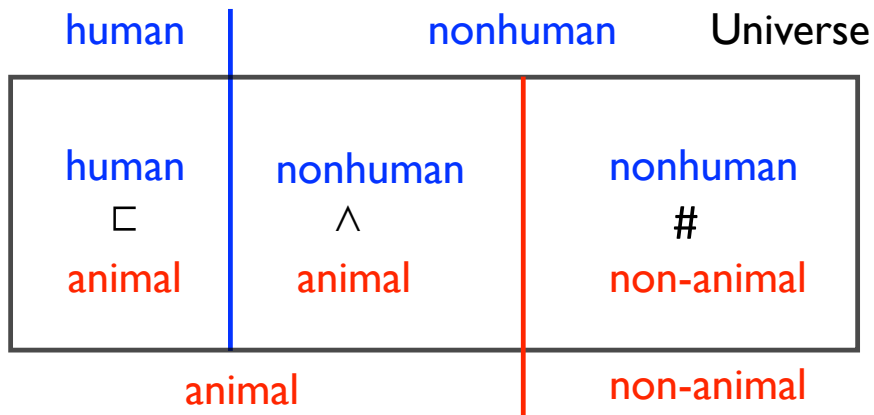 human nonhuman Universe
human nonhuman nonhuman
⊏ ∧ #
animal animal non-animal
animal non-animal